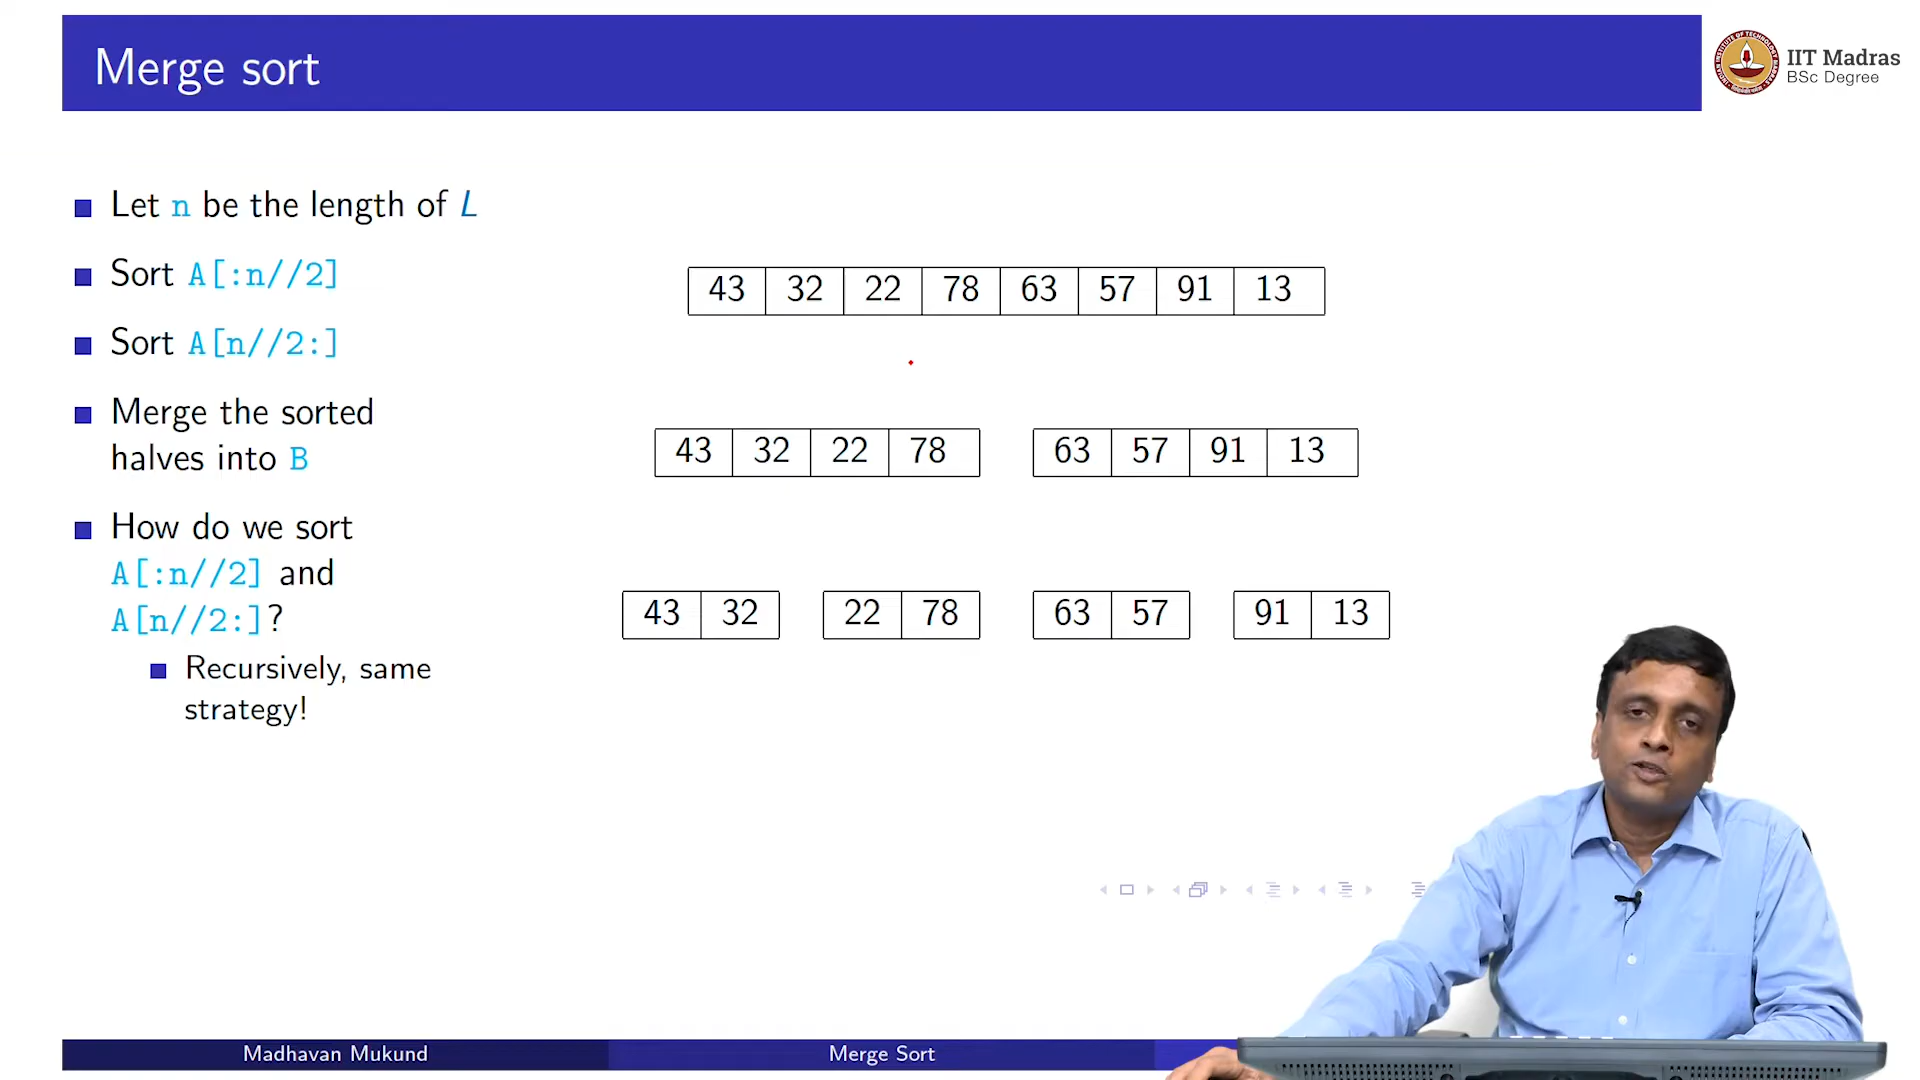 Merge sort
IIT Madras
BSc Degree
Let n be the length of L
Sort A[:n//2]
Sort A[n//2:]
Merge the sorted
halves into B
How do we sort
A[:n//2] and
A[n//2:]?
Recursively, same
strategy!
43 32 22 78 63 57 91 13
43 32 22 78 63 57 91 13
43 32 22 78 63 57 91 13
Madhavan Mukund
Merge Sort